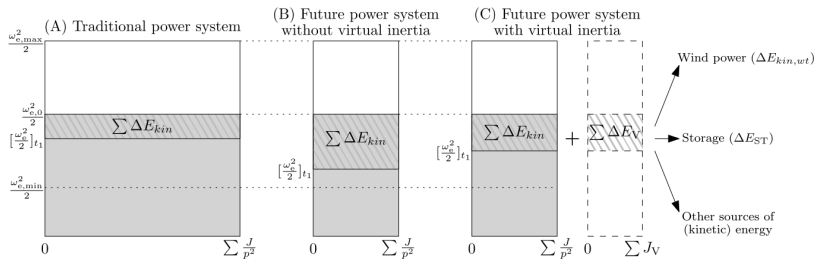 (A) Traditional power system
(B) Future power system
without virtual inertia
(C) Future power system
with virtual inertia
ω²e,max/2
ω²e,0/2
[ω²e/2]t1
ω²e,min/2
∑ ΔEkin
0
∑ J/p²
∑ ΔEkin
[ω²e/2]t1
0
∑ J/p²
∑ ΔEkin
[ω²e/2]t1
0
∑ J/p²
+
∑ ΔEV
0
∑ JV
Wind power (ΔEkin,wt)
Storage (ΔEST)
Other sources of
(kinetic) energy